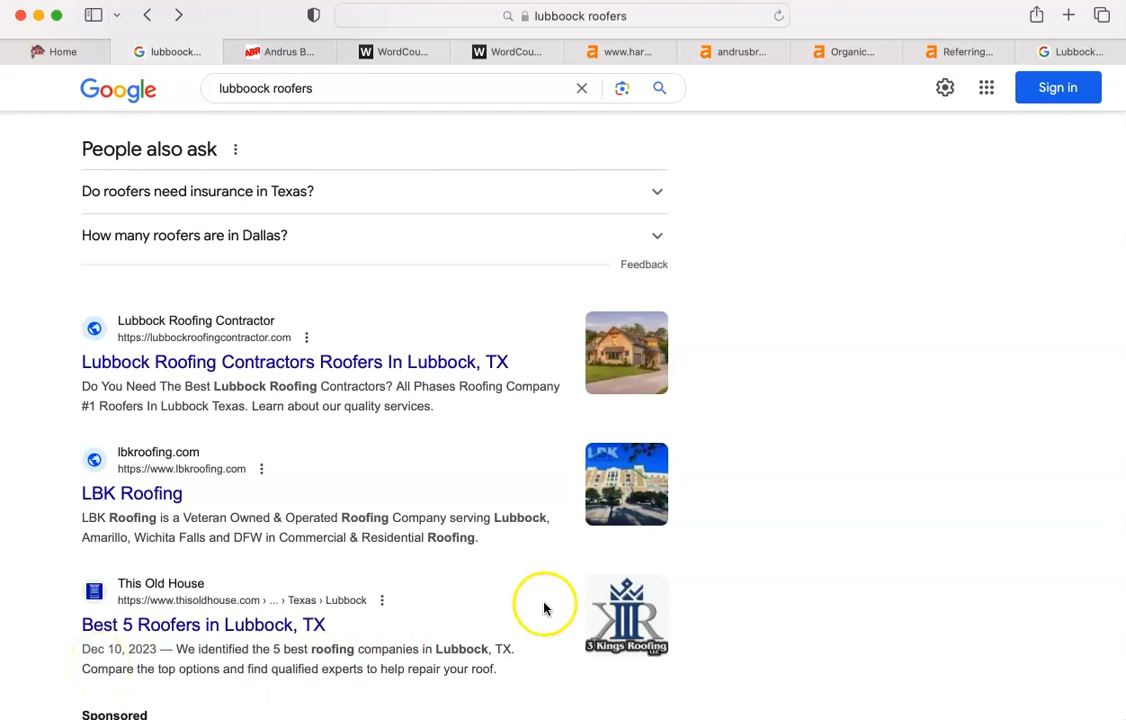 lubboock roofers
Home
lubboock...
Andrus B...
WordCou...
WordCou...
www.har...
andrusbr...
Organic...
Referring...
Lubbock...
Google
lubboock roofers
Sign in
People also ask
Do roofers need insurance in Texas?
How many roofers are in Dallas?
Feedback
Lubbock Roofing Contractor
https://lubbockroofingcontractor.com
Lubbock Roofing Contractors Roofers In Lubbock, TX
Do You Need The Best Lubbock Roofing Contractors? All Phases Roofing Company
#1 Roofers In Lubbock Texas. Learn about our quality services.
lbkroofing.com
https://www.lbkroofing.com
LBK Roofing
LBK Roofing is a Veteran Owned & Operated Roofing Company serving Lubbock,
Amarillo, Wichita Falls and DFW in Commercial & Residential Roofing.
LBK
This Old House
https://www.thisoldhouse.com › ... › Texas › Lubbock
Best 5 Roofers in Lubbock, TX
Dec 10, 2023 — We identified the 5 best roofing companies in Lubbock, TX.
Compare the top options and find qualified experts to help repair your roof.
3 Kings Roofing
Sponsored